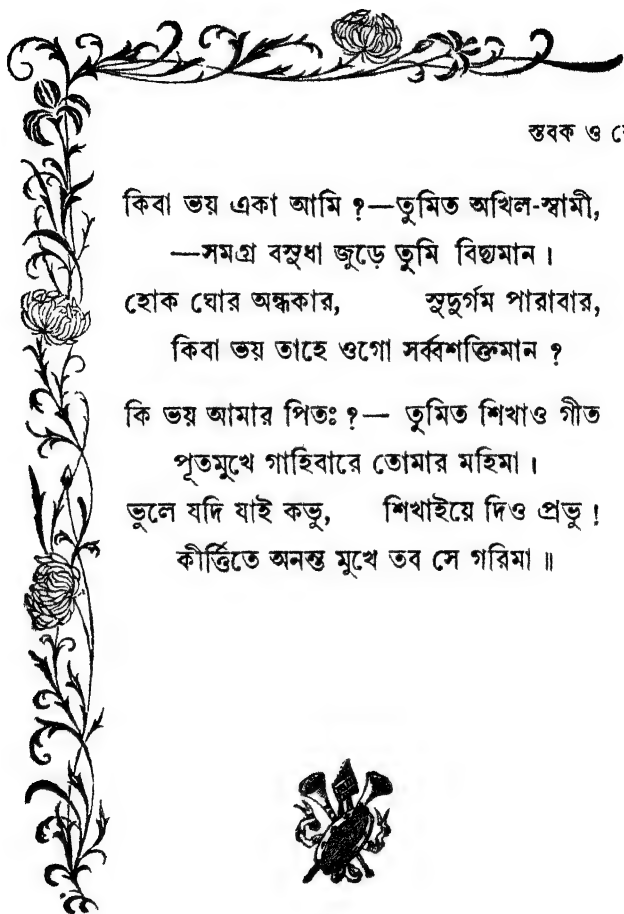 স্তবক ও
কিবা ভয় একা আমি ?—তুমিত অখিল-স্বামী,
—সমগ্র বসুধা জুড়ে তুমি বিদ্যমান ।
হোক ঘোর অন্ধকার, সুদুর্গম পারাবার,
কিবা ভয় তাহে ওগো সর্ব্বশক্তিমান ?
কি ভয় আমার পিতঃ ?— তুমিত শিখাও গীত
পূতমুখে গাহিবারে তোমার মহিমা ।
ভুলে যদি যাই কভু, শিখাইয়ে দিও প্রভু !
কীর্ত্তিতে অনন্ত মুখে তব সে গরিমা ॥